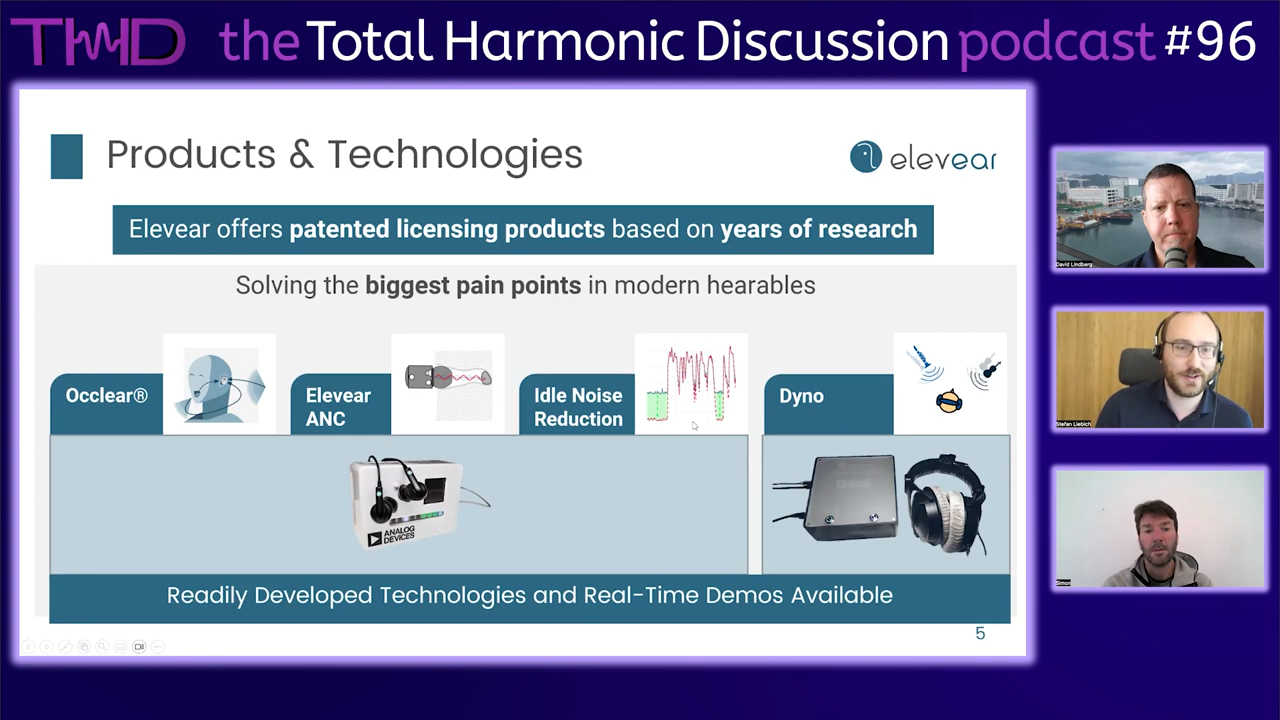 THD the Total Harmonic Discussion podcast #96
Products & Technologies
elevear
Elevear offers patented licensing products based on years of research
Solving the biggest pain points in modern hearables
Occlear®
Elevear
ANC
Idle Noise
Reduction
Dyno
ANALOG
DEVICES
Readily Developed Technologies and Real-Time Demos Available
5
David Lindberg
Stefan Liebich
Simon